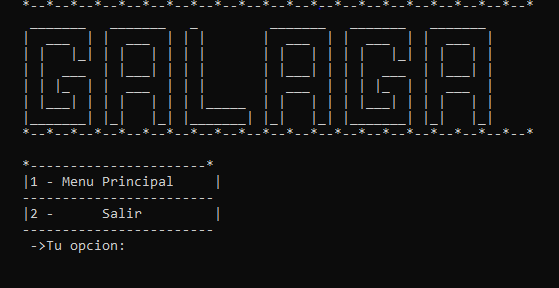 GALAGA
1 - Menu Principal
2 - Salir
->Tu opcion: